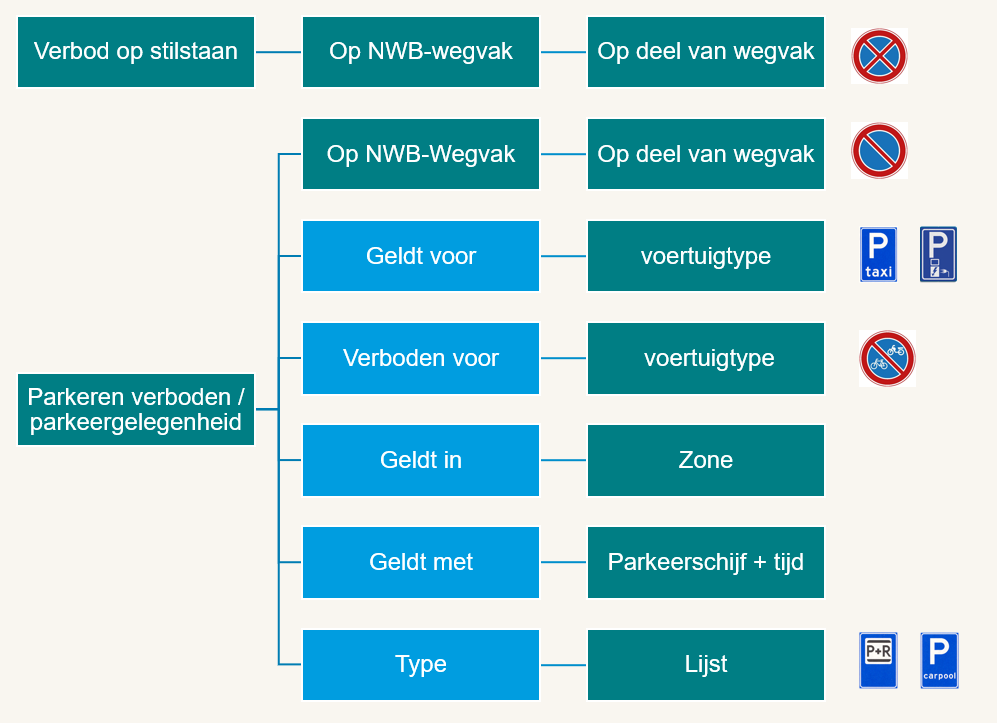 Verbod op stilstaan
Op NWB-wegvak
Op deel van wegvak
Op NWB-Wegvak
Op deel van wegvak
Geldt voor
voertuigtype
P
taxi
P
Verboden voor
voertuigtype
Parkeren verboden /
parkeergelegenheid
Geldt in
Zone
Geldt met
Parkeerschijf + tijd
Type
Lijst
P+R
P
carpool